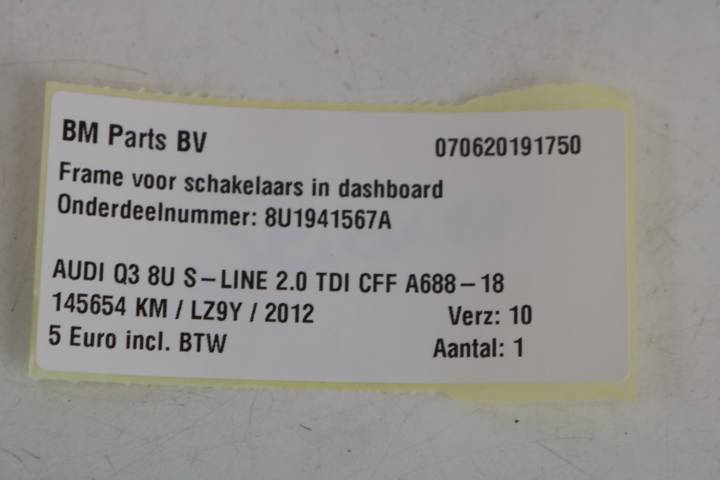 BM Parts BV 070620191750
Frame voor schakelaars in dashboard
Onderdeelnummer: 8U1941567A
AUDI Q3 8U S-LINE 2.0 TDI CFF A688-18
145654 KM / LZ9Y / 2012 Verz: 10
5 Euro incl. BTW Aantal: 1